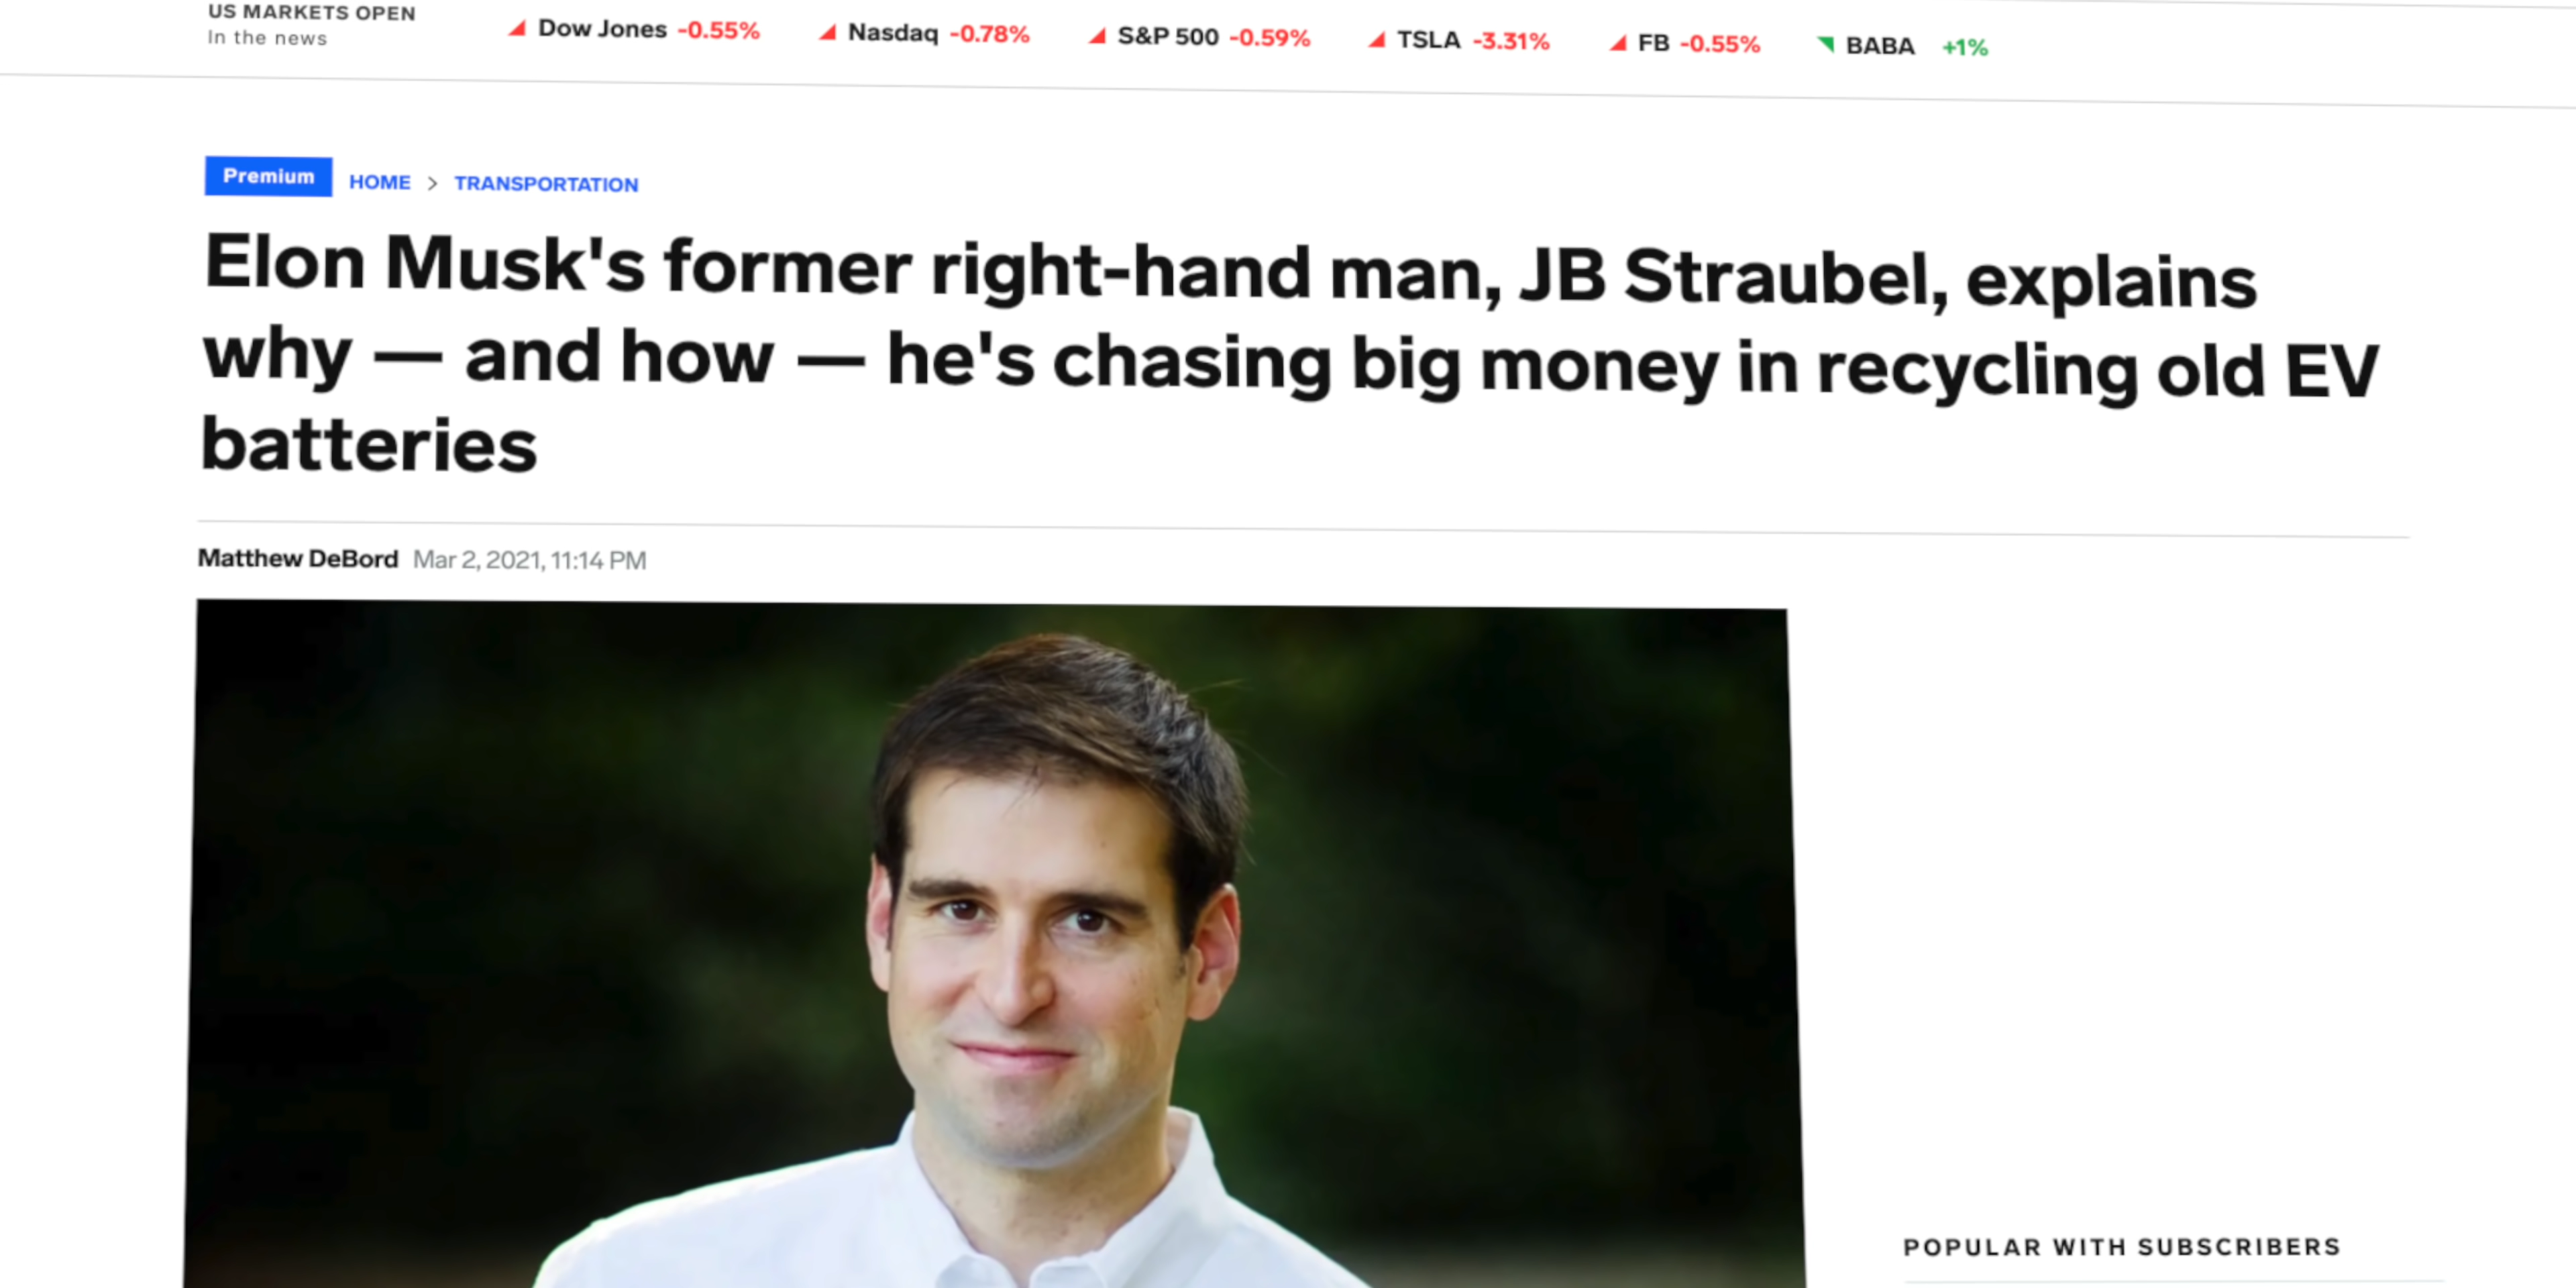 US MARKETS OPEN
In the news
Dow Jones -0.55% Nasdaq -0.78% S&P 500 -0.59% TSLA -3.31% FB -0.55% BABA +1%
Premium HOME > TRANSPORTATION
Elon Musk's former right-hand man, JB Straubel, explains
why — and how — he's chasing big money in recycling old EV
batteries
Matthew DeBord Mar 2, 2021, 11:14 PM
POPULAR WITH SUBSCRIBERS